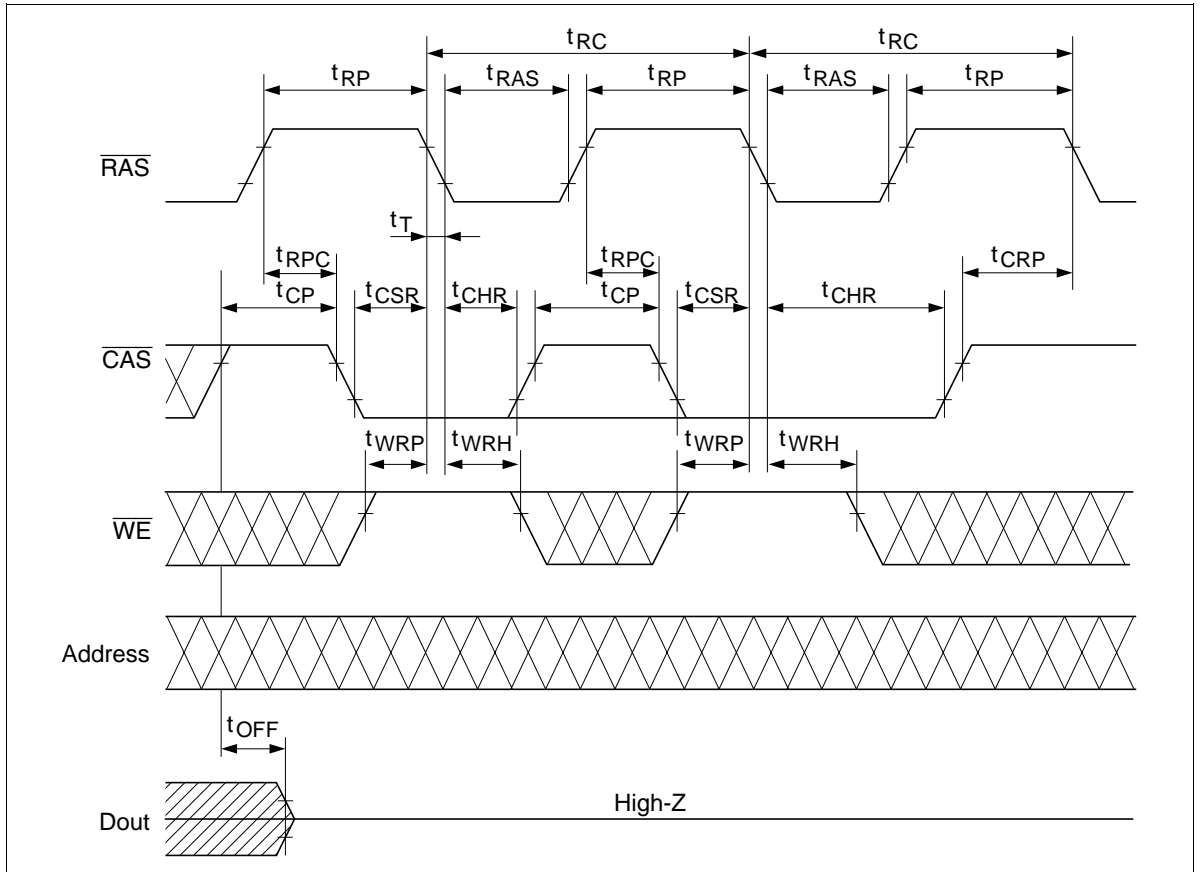 tRC tRC
tRP tRAS tRP tRAS tRP
RAS
tT
tRPC tRPC tCRP
tCP tCSR tCHR tCP tCSR tCHR
CAS
tWRP tWRH tWRP tWRH
WE
Address
tOFF
High-Z
Dout